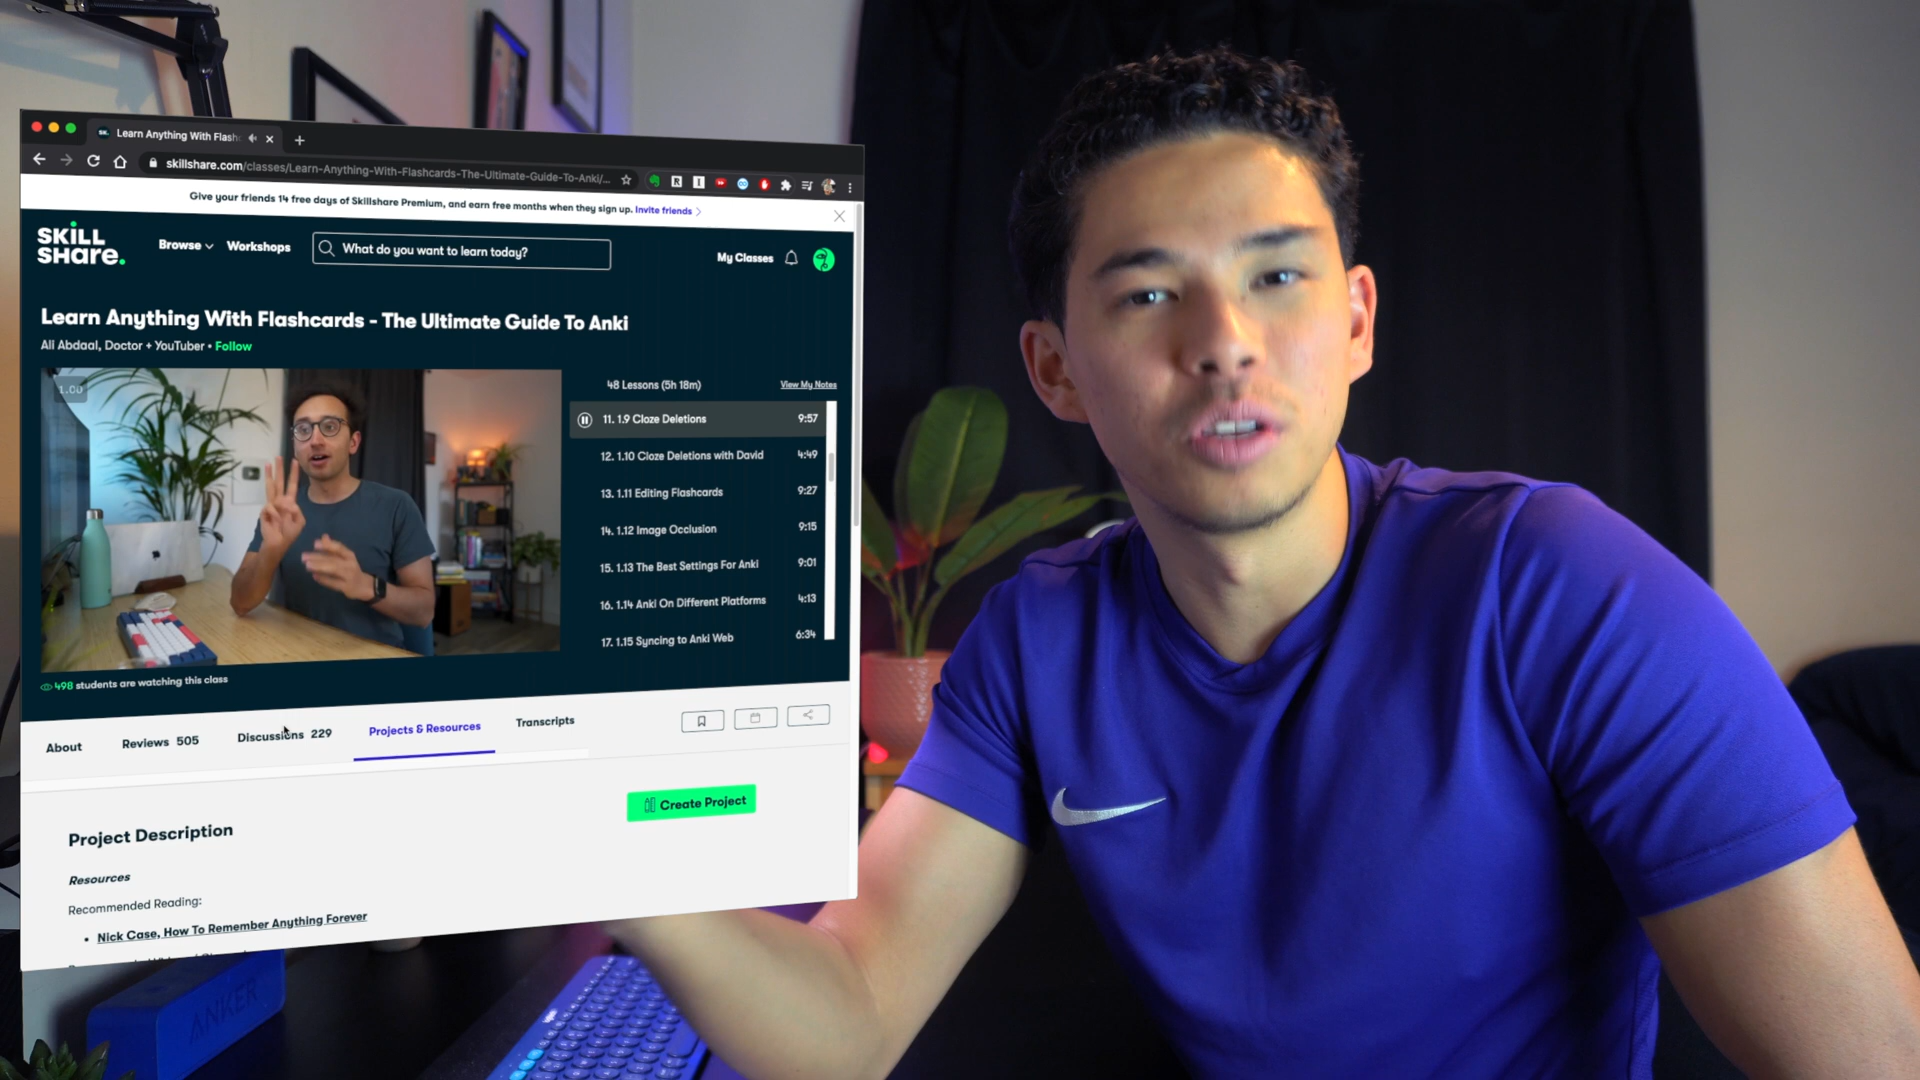 Learn Anything With Flash
skillshare.com/classes/Learn-Anything-With-Flashcards-The-Ultimate-Guide-To-Anki/...
Give your friends 14 free days of Skillshare Premium, and earn free months when they sign up. Invite friends
SKILL
SHARE.
Browse
Workshops
What do you want to learn today?
My Classes
Learn Anything With Flashcards - The Ultimate Guide To Anki
Ali Abdaal, Doctor + YouTuber • Follow
1.00
48 Lessons (5h 18m)
View My Notes
11. 1.9 Cloze Deletions 9:57
12. 1.10 Cloze Deletions with David 4:49
13. 1.11 Editing Flashcards 9:27
14. 1.12 Image Occlusion 9:15
15. 1.13 The Best Settings For Anki 9:01
16. 1.14 Anki On Different Platforms 4:13
17. 1.15 Syncing to Anki Web 6:34
498 students are watching this class
About
Reviews 505
Discussions 229
Projects & Resources
Transcripts
Create Project
Project Description
Resources
Recommended Reading:
• Nick Case, How To Remember Anything Forever
ANKER